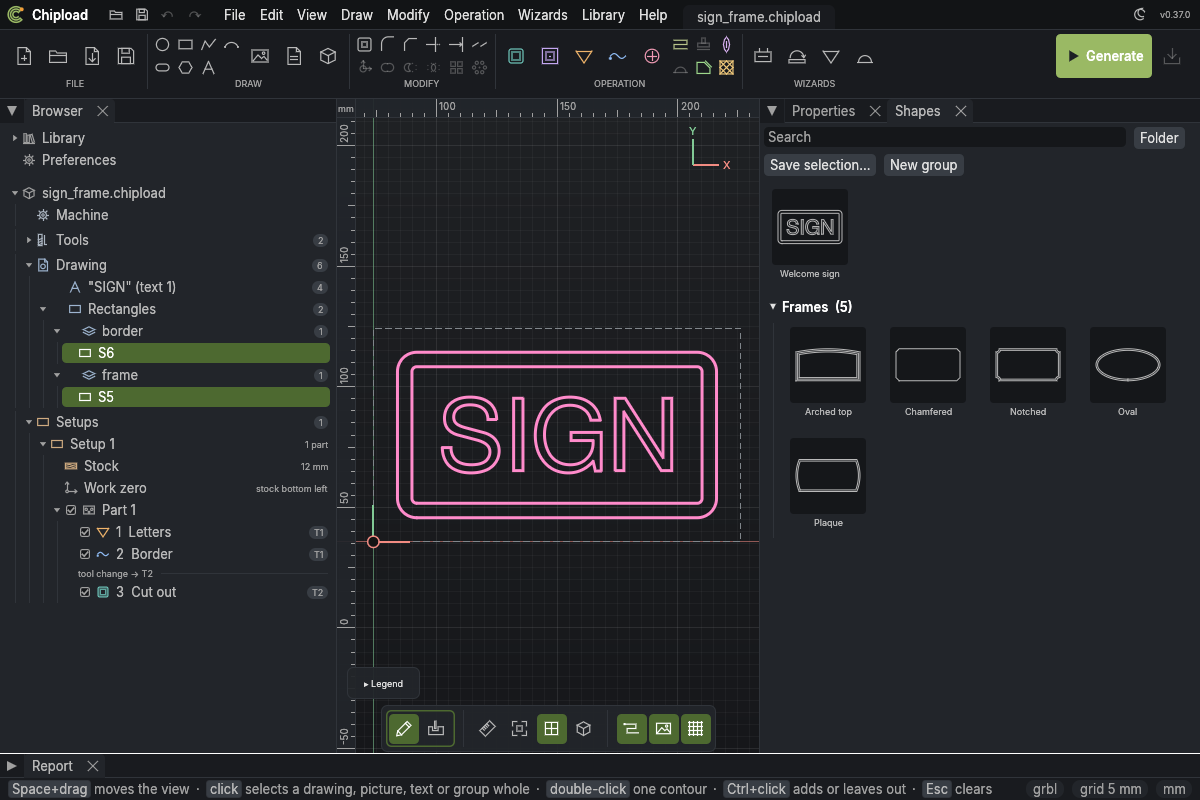 Chipload File Edit View Draw Modify Operation Wizards Library Help sign_frame.chipload v0.37.0
FILE DRAW MODIFY OPERATION WIZARDS Generate
Browser
Library
Preferences
sign_frame.chipload
Machine
Tools 2
Drawing 6
"SIGN" (text 1) 4
Rectangles 2
border 1
S6
frame 1
S5
Setups 1
Setup 1 1 part
Stock 12 mm
Work zero stock bottom left
Part 1
1 Letters T1
2 Border T1
tool change → T2
3 Cut out T2
mm 100 150 200
200
150
100
50
0
-50
Y
X
SIGN
Legend
Properties Shapes
Search Folder
Save selection... New group
SIGN
Welcome sign
Frames (5)
Arched top Chamfered Notched Oval
Plaque
Report
Space+drag moves the view · click selects a drawing, picture, text or group whole · double-click one contour · Ctrl+click adds or leaves out · Esc clears grbl grid 5 mm mm